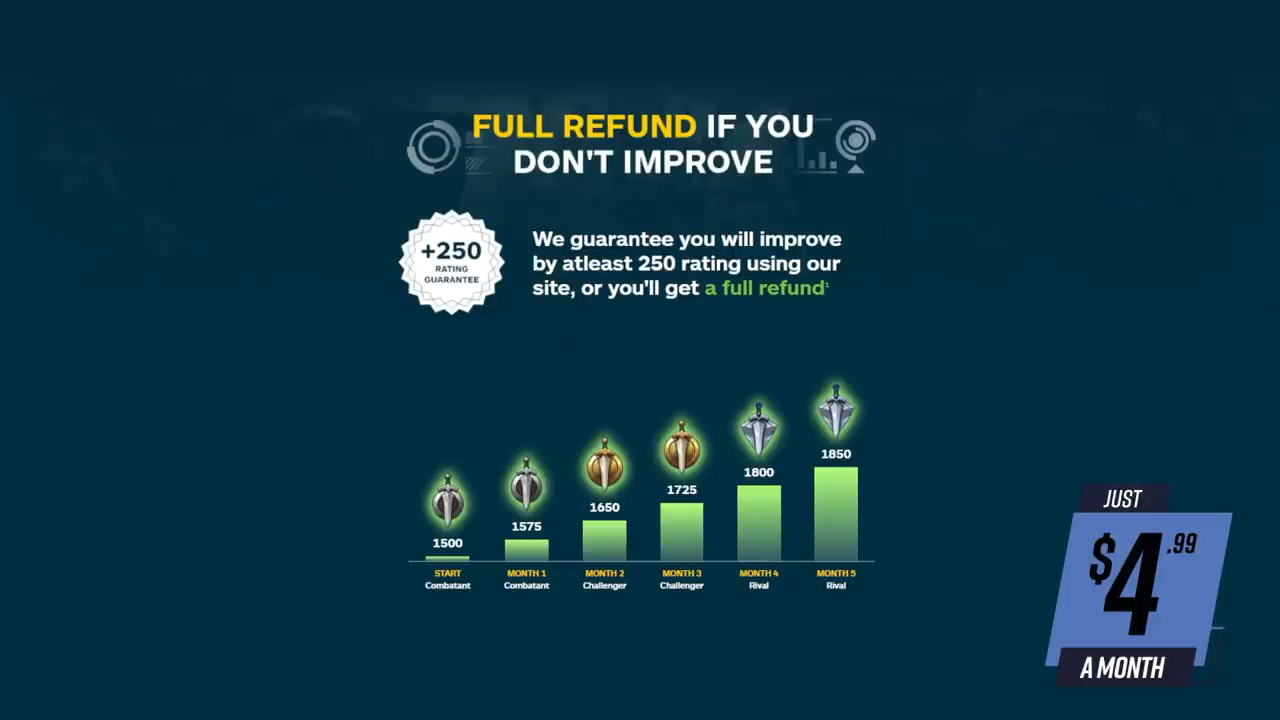 FULL REFUND IF YOU
DON'T IMPROVE
+250
RATING
GUARANTEE
We guarantee you will improve
by atleast 250 rating using our
site, or you'll get a full refund¹
1500
1575
1650
1725
1800
1850
START
Combatant
MONTH 1
Combatant
MONTH 2
Challenger
MONTH 3
Challenger
MONTH 4
Rival
MONTH 5
Rival
JUST
$4.99
A MONTH